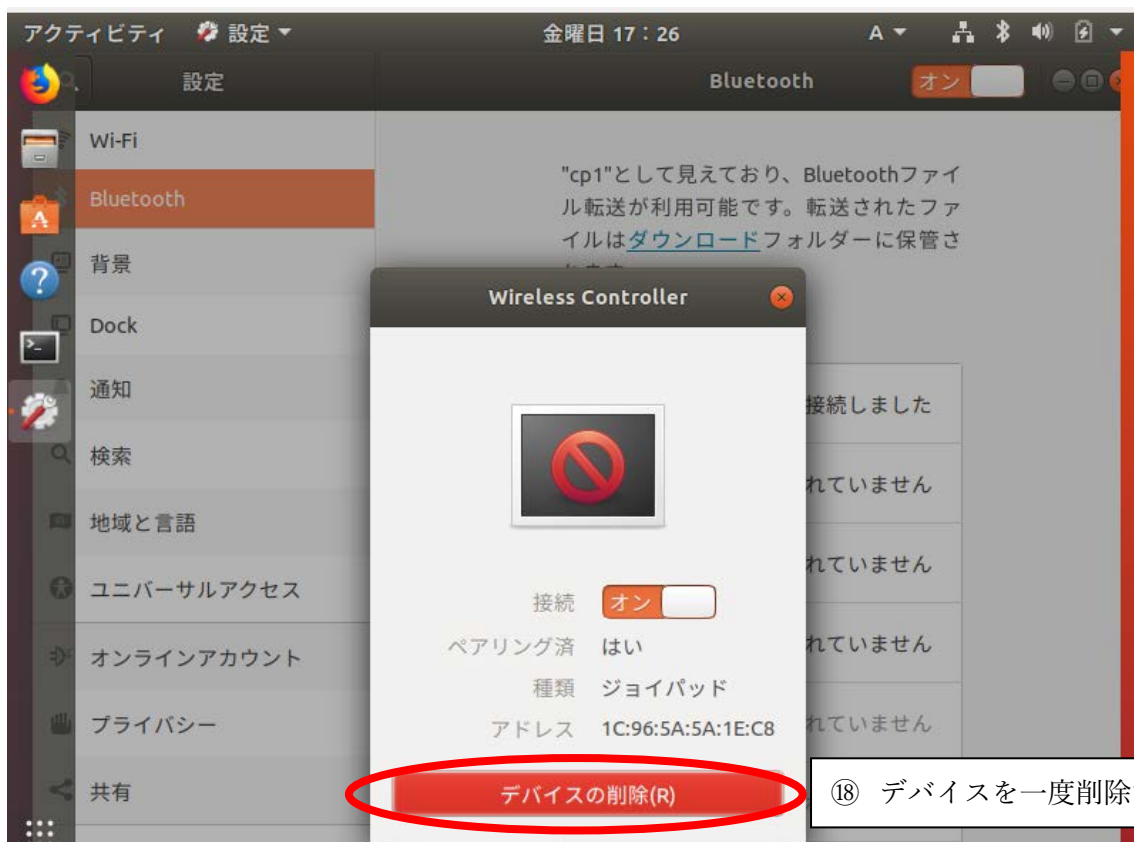 アクティビティ 設定
金曜日 17：26
A
設定
Bluetooth
オン
Wi-Fi
Bluetooth
背景
Dock
通知
検索
地域と言語
ユニバーサルアクセス
オンラインアカウント
プライバシー
共有
"cp1"として見えており、Bluetoothファイ
ル転送が利用可能です。転送されたファ
イルはダウンロードフォルダーに保管さ
Wireless Controller
接続しました
れていません
れていません
れていません
れていません
接続 オン
ペアリング済 はい
種類 ジョイパッド
アドレス 1C:96:5A:5A:1E:C8
デバイスの削除(R)
⑱ デバイスを一度削除